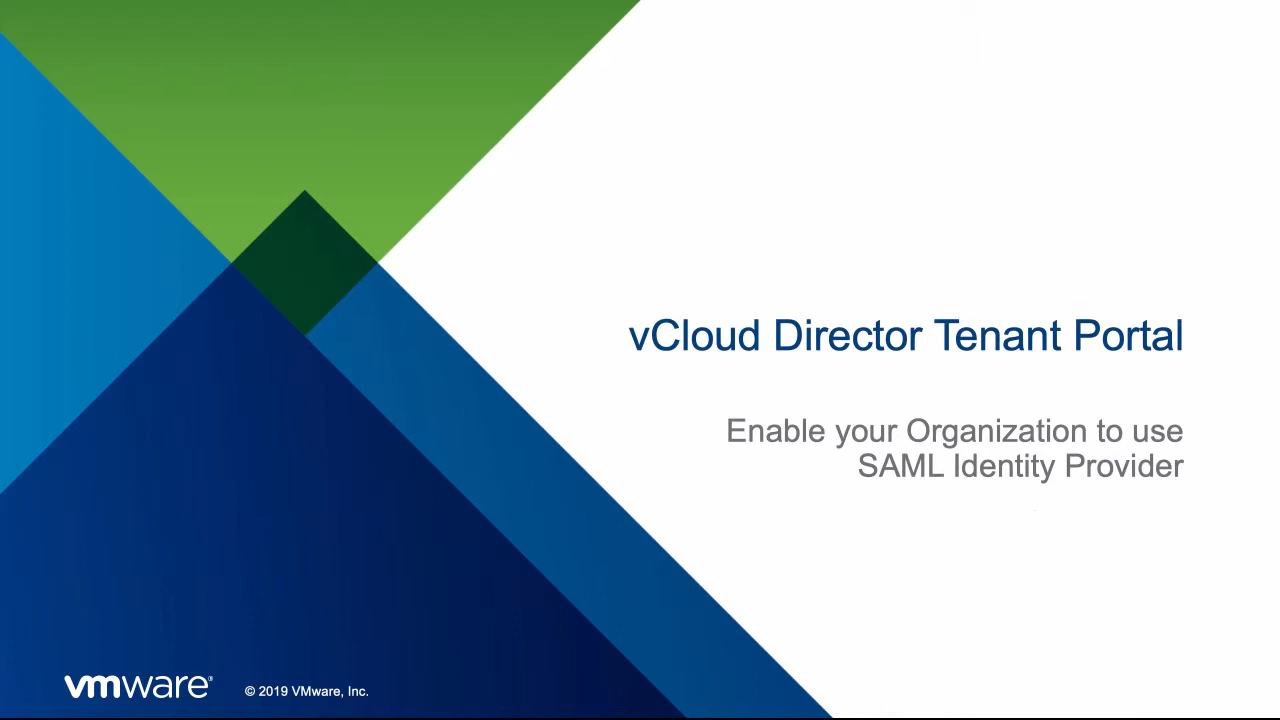 vCloud Director Tenant Portal
Enable your Organization to use
SAML Identity Provider
vmware® © 2019 VMware, Inc.